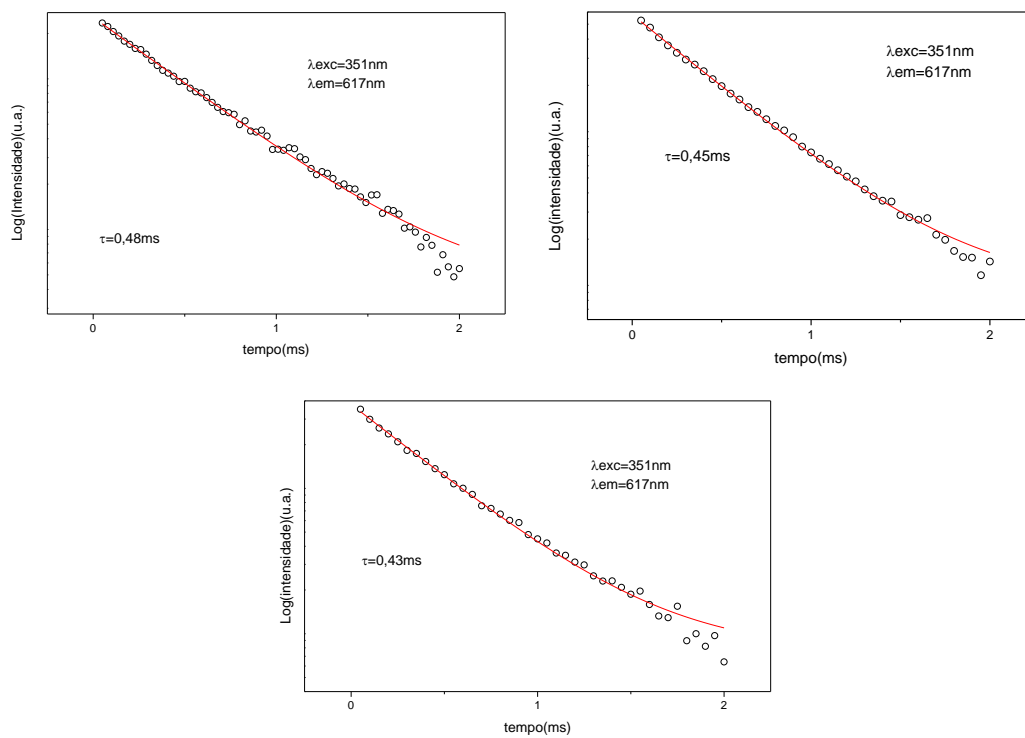 Log(Intensidade)(u.a.)
λexc=351nm
λem=617nm
τ=0,48ms
0
1
2
tempo(ms)
Log(intensidade)(u.a.)
λexc=351nm
λem=617nm
τ=0,45ms
0
1
2
tempo(ms)
Log(intensidade)(u.a.)
λexc=351nm
λem=617nm
τ=0,43ms
0
1
2
tempo(ms)